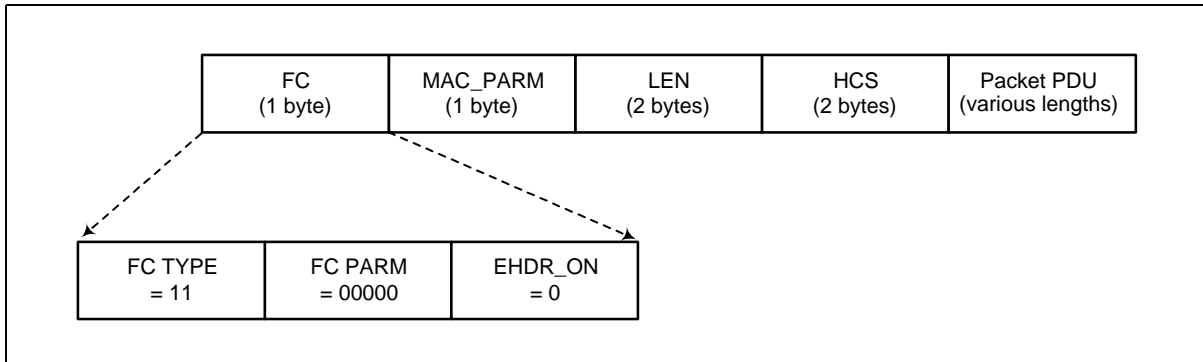 FC
(1 byte)
MAC_PARM
(1 byte)
LEN
(2 bytes)
HCS
(2 bytes)
Packet PDU
(various lengths)
FC TYPE
= 11
FC PARM
= 00000
EHDR_ON
= 0